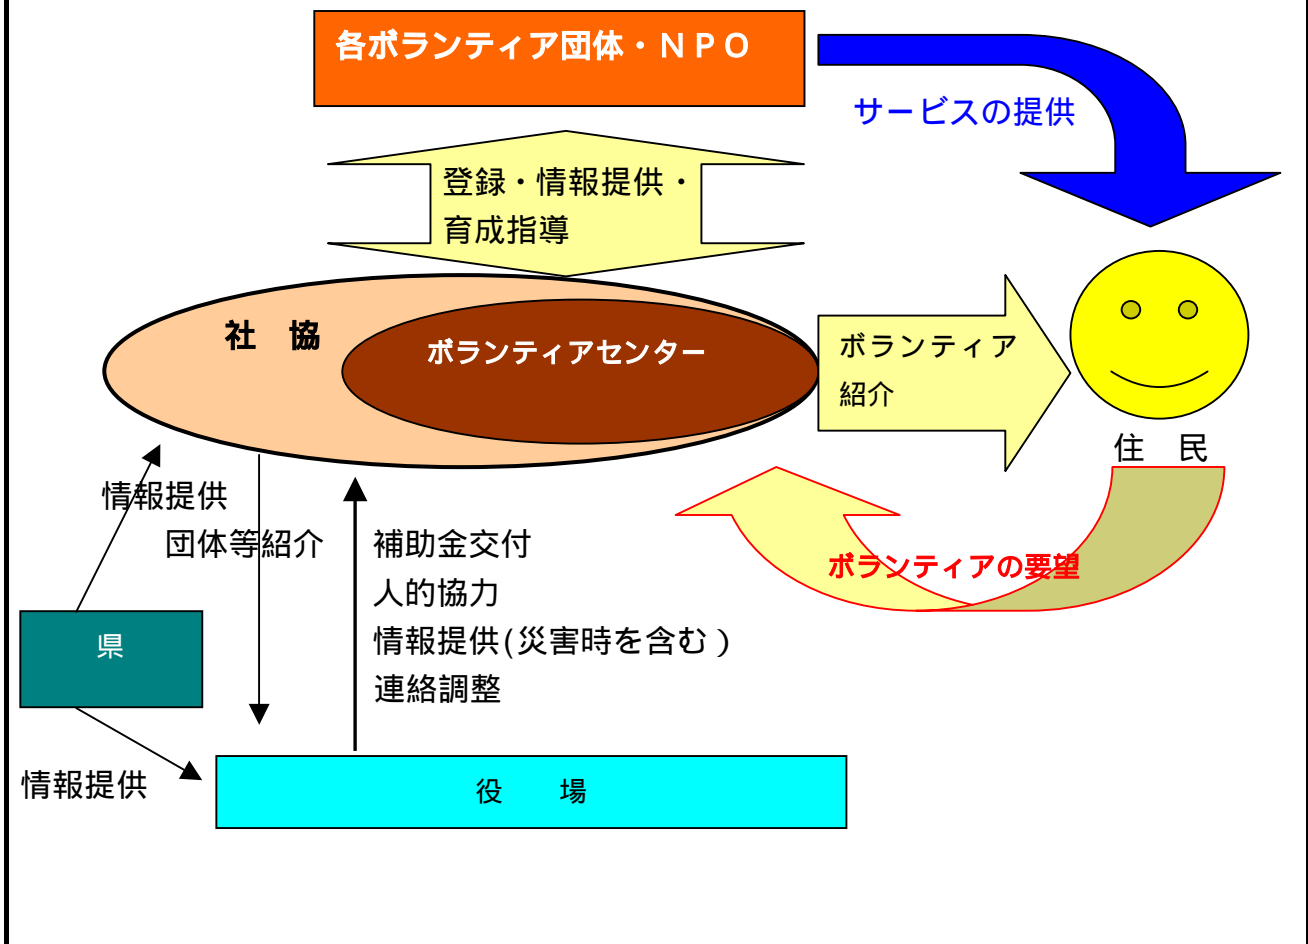 各ボランティア団体・ＮＰＯ
サービスの提供
登録・情報提供・
育成指導
社　協
ボランティアセンター
ボランティア
紹介
住　民
情報提供
団体等紹介
補助金交付
人的協力
情報提供(災害時を含む）
連絡調整
ボランティアの要望
県
情報提供
役　　場